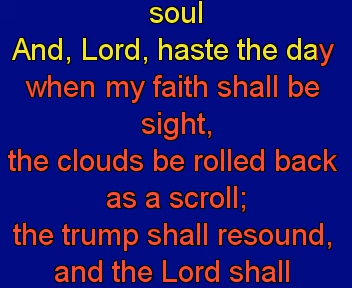 soul
And, Lord, haste the day
when my faith shall be
sight,
the clouds be rolled back
as a scroll;
the trump shall resound,
and the Lord shall